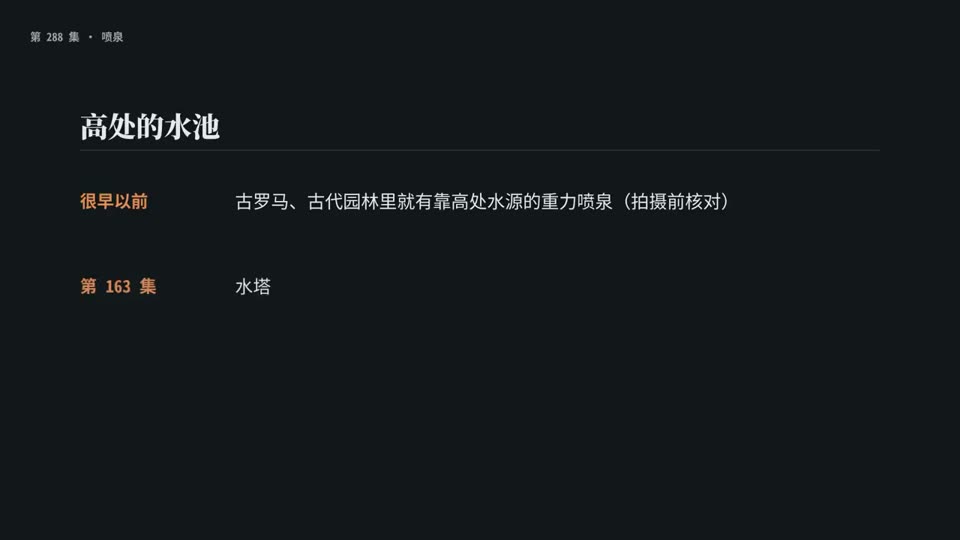 第 288 集 · 喷泉
高处的水池
很早以前 古罗马、古代园林里就有靠高处水源的重力喷泉（拍摄前核对）
第 163 集 水塔